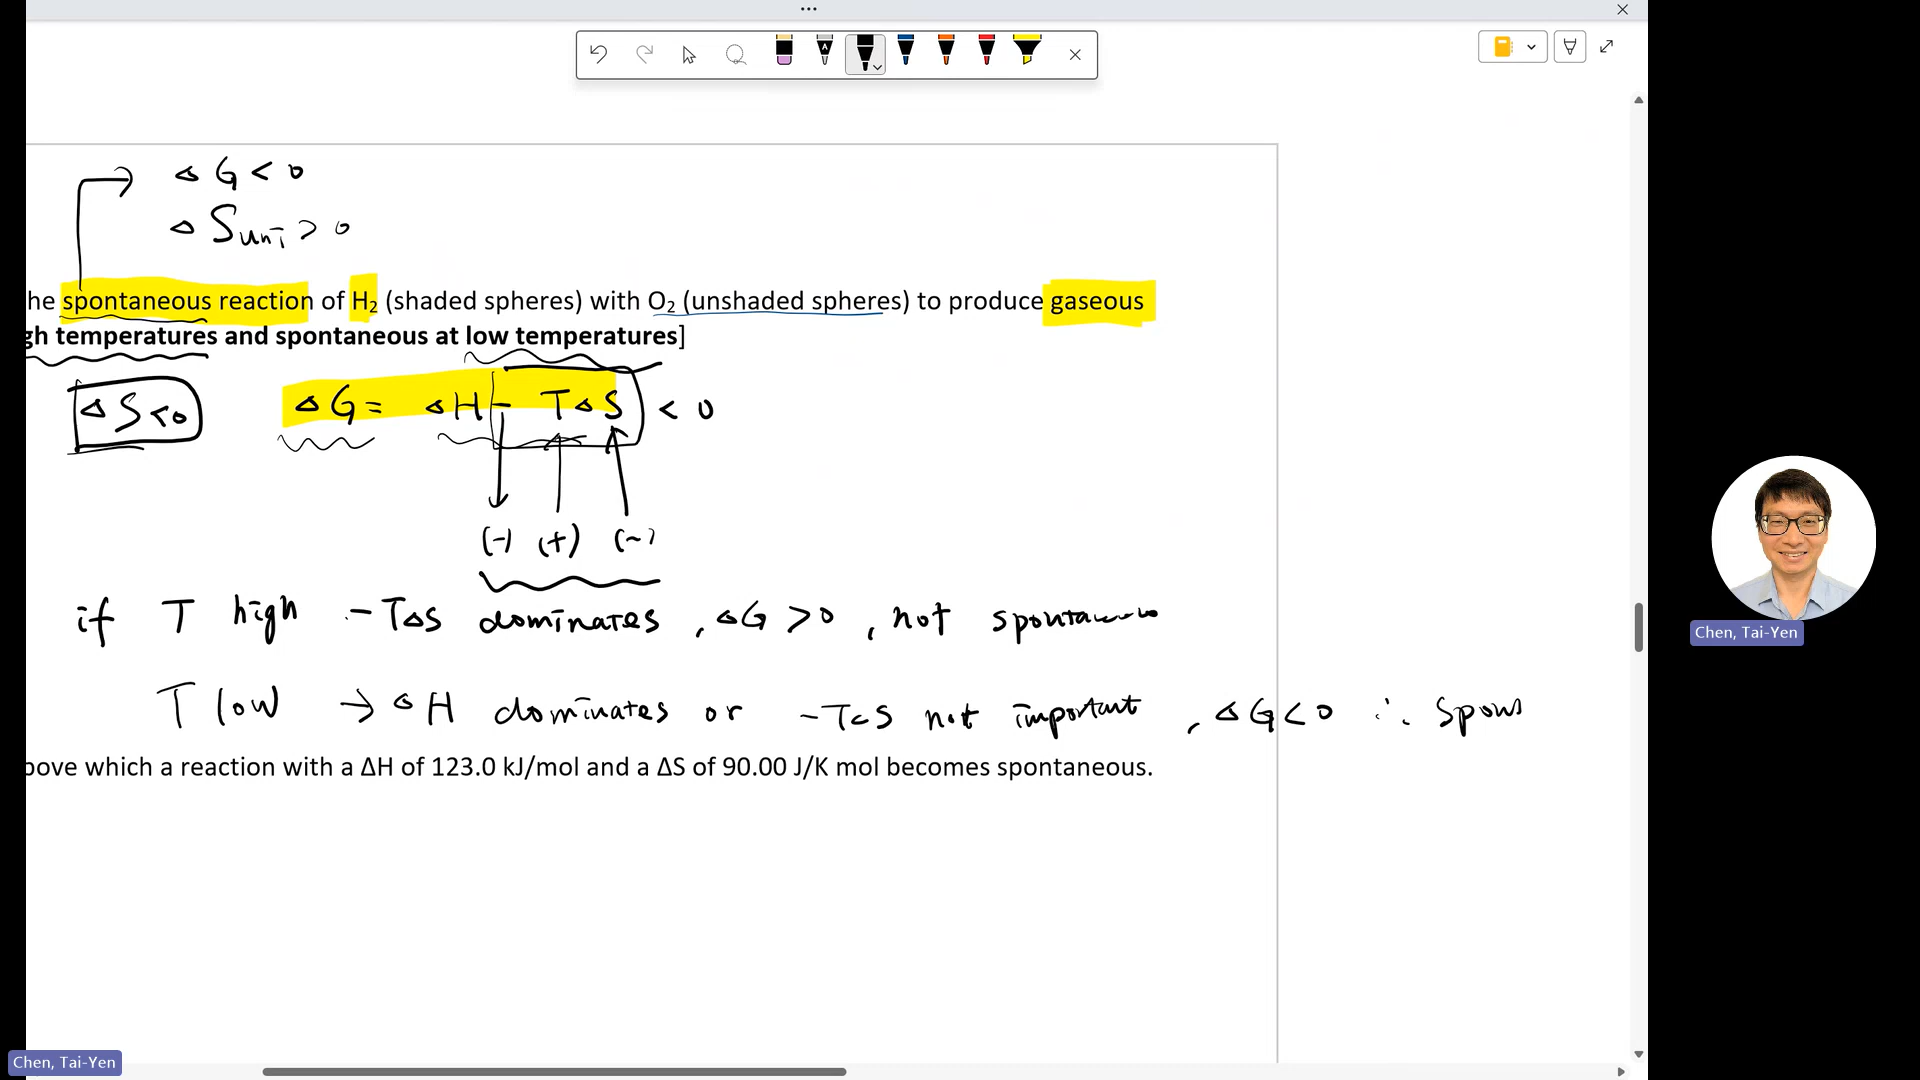 ΔG < 0
ΔSuni > 0
he spontaneous reaction of H₂ (shaded spheres) with O₂ (unshaded spheres) to produce gaseous
gh temperatures and spontaneous at low temperatures]
ΔS<0 ΔG = ΔH - TΔS < 0
(-) (+) (-)
if T high -TΔS dominates, ΔG >0, not spontaneous
T low → ΔH dominates or -TΔS not important, ΔG<0 ∴ spon
bove which a reaction with a ΔH of 123.0 kJ/mol and a ΔS of 90.00 J/K mol becomes spontaneous.
Chen, Tai-Yen
Chen, Tai-Yen